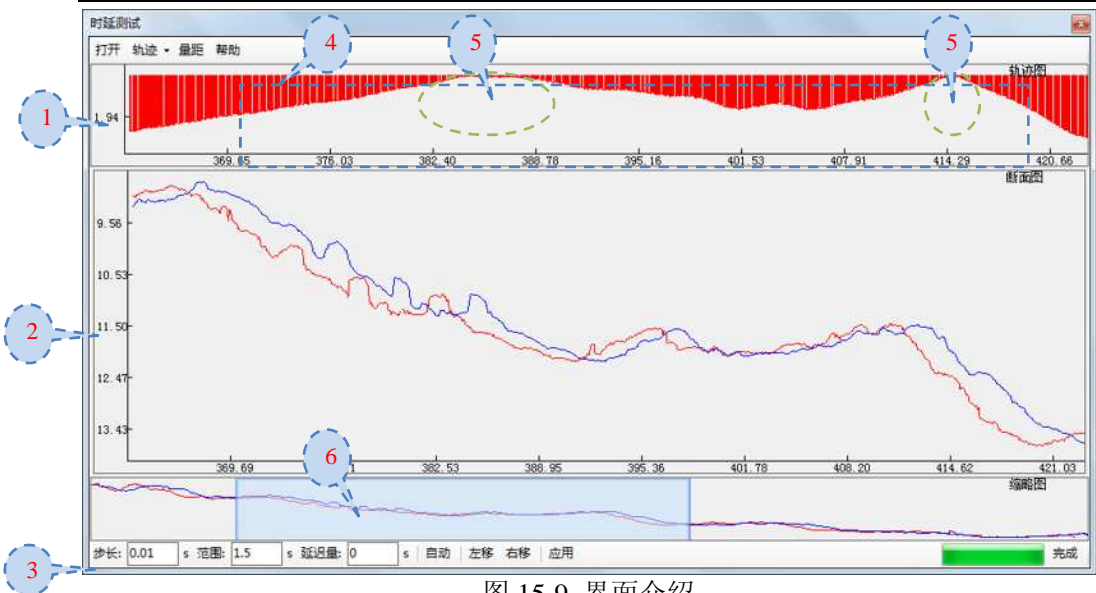 时延测试
打开 轨迹 量距 帮助
4
5
5
轨迹图
1
1.94
369.65 376.03 382.40 388.78 395.16 401.53 407.91 414.29 420.66
断面图
9.56
10.53
2
11.50
12.47
13.43
6
369.69 1 382.53 388.95 395.36 401.78 408.20 414.62 421.03
缩略图
3
步长: 0.01 s 范围: 1.5 s 延迟量: 0 s 自动 左移 右移 应用 完成
图 15-9 界面介绍